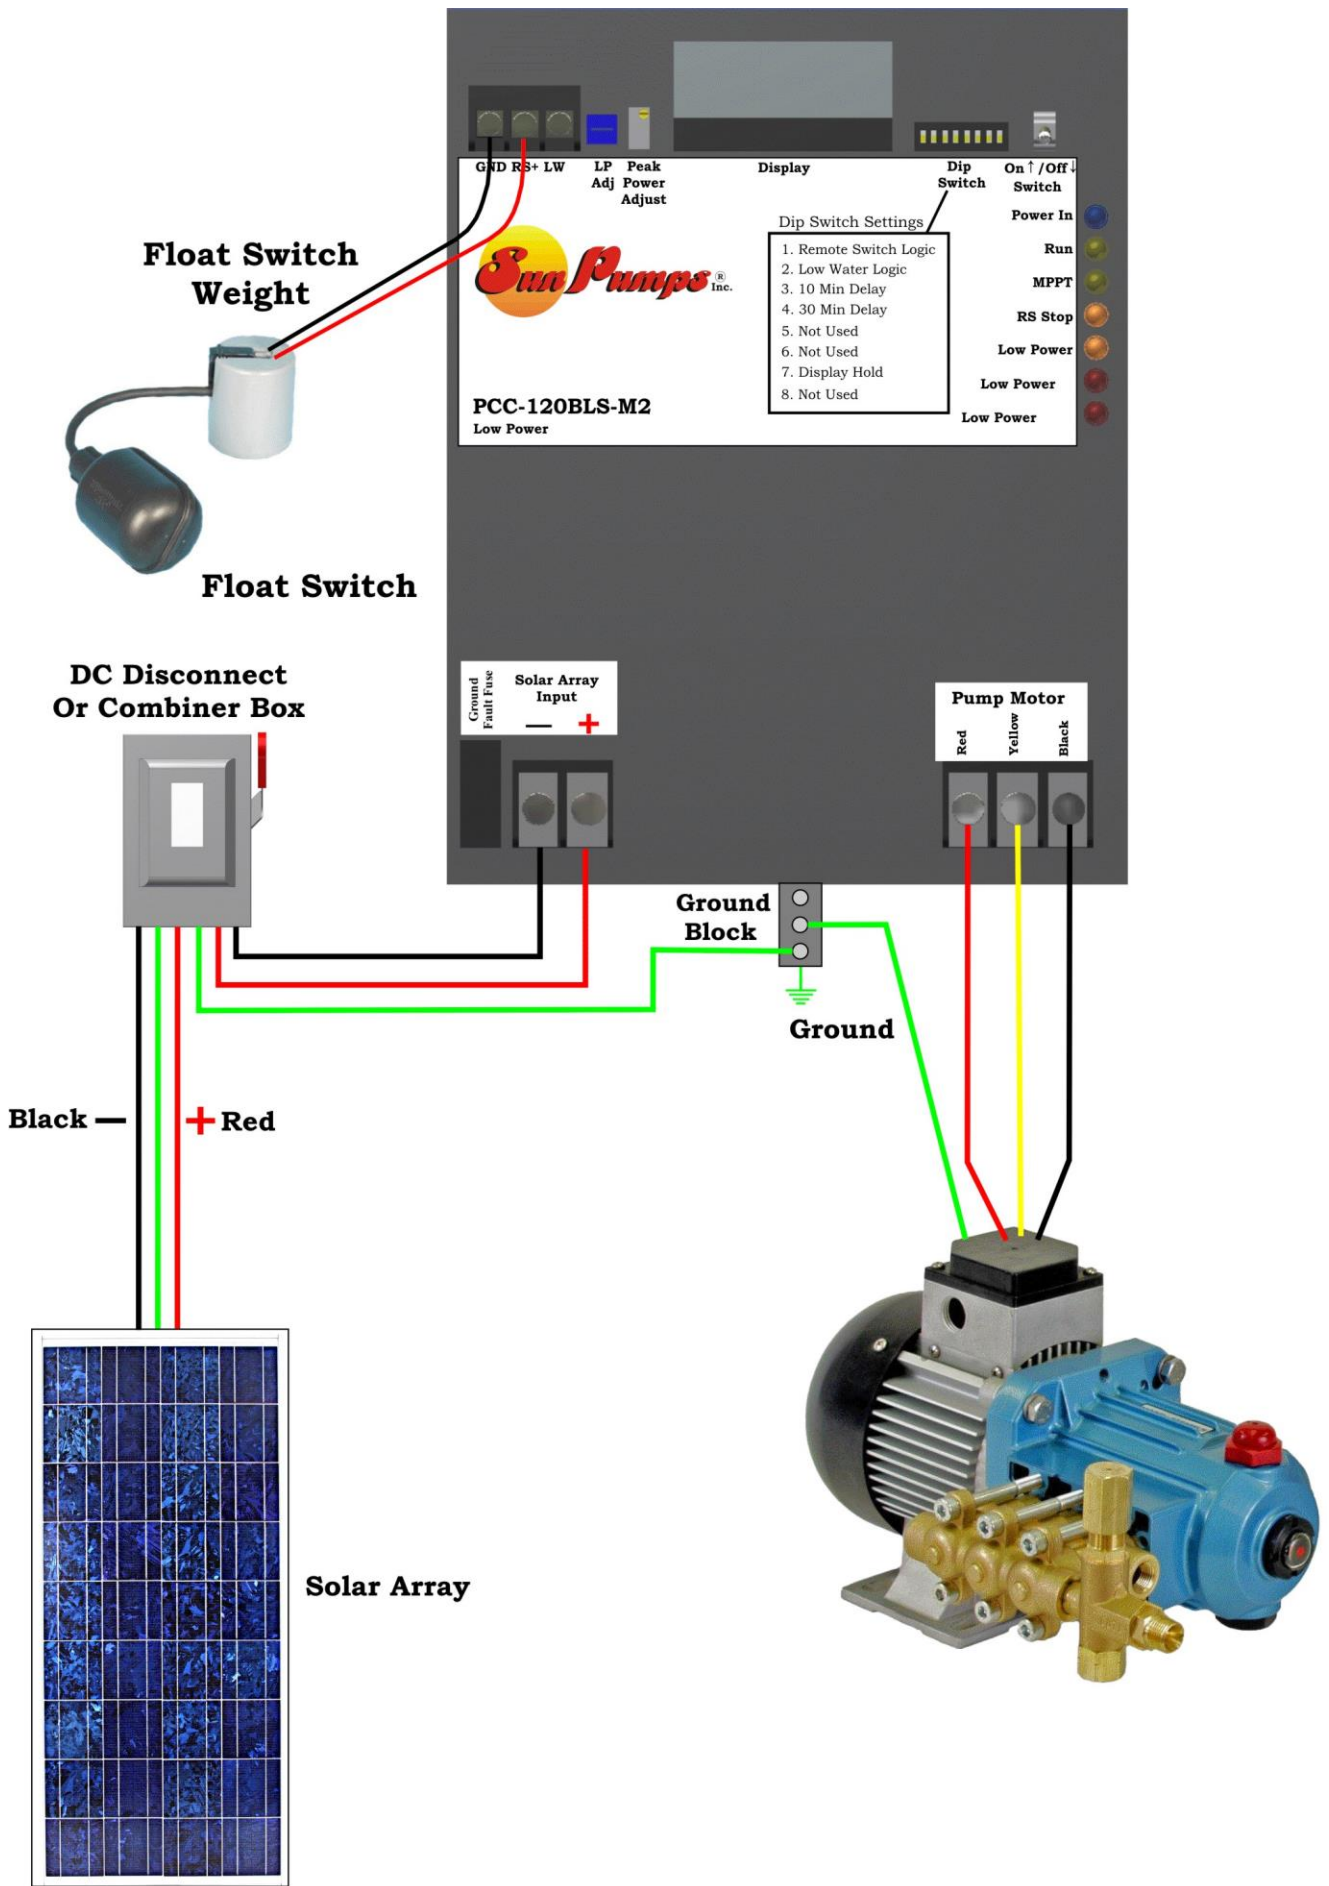 GND RS+ LW
LP
Adj
Peak
Power
Adjust
Display
Dip
Switch
On↑/Off↓
Switch
Float Switch
Weight
Sun Pumps ®
Inc.
Dip Switch Settings
1. Remote Switch Logic
2. Low Water Logic
3. 10 Min Delay
4. 30 Min Delay
5. Not Used
6. Not Used
7. Display Hold
8. Not Used
Power In
Run
MPPT
RS Stop
Low Power
Low Power
Low Power
PCC-120BLS-M2
Low Power
Float Switch
DC Disconnect
Or Combiner Box
Ground
Fault Fuse
Solar Array
Input
— +
Pump Motor
Red
Yellow
Black
Ground
Block
Ground
Black —
+ Red
Solar Array